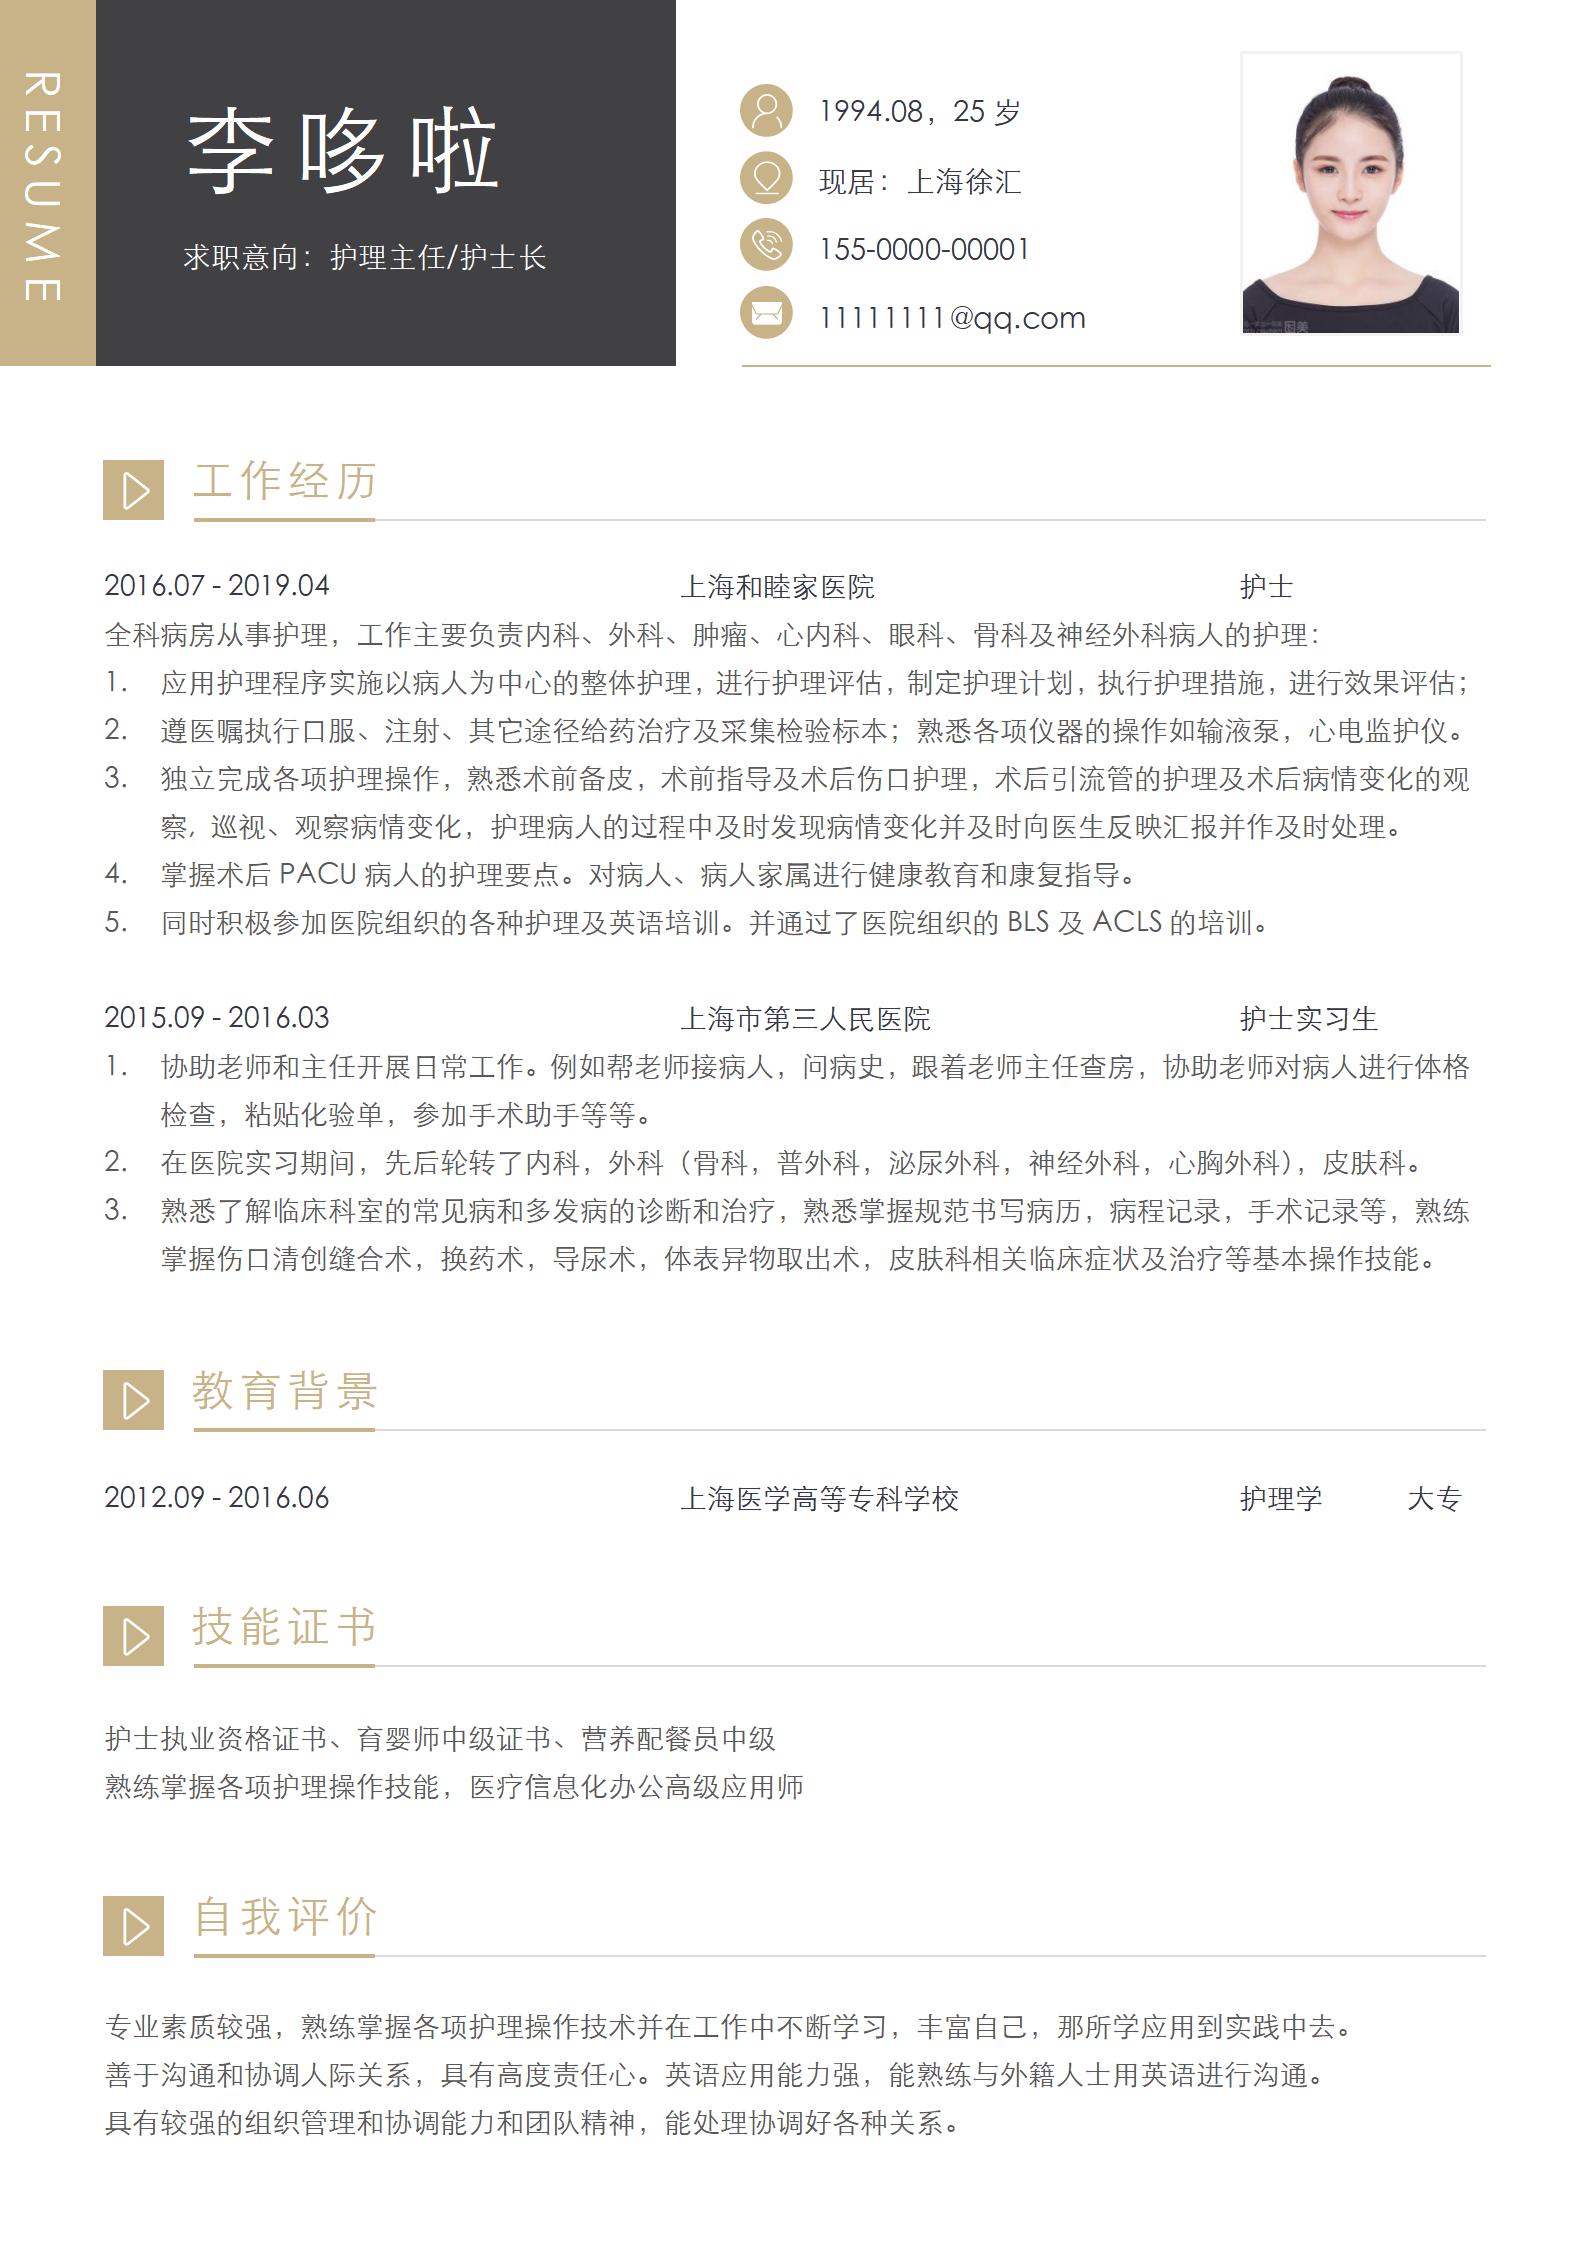 RESUME
李哆啦
求职意向：护理主任/护士长
1994.08，25 岁
现居：上海徐汇
155-0000-00001
11111111@qq.com
工作经历
2016.07 - 2019.04 上海和睦家医院 护士
全科病房从事护理，工作主要负责内科、外科、肿瘤、心内科、眼科、骨科及神经外科病人的护理：
1. 应用护理程序实施以病人为中心的整体护理，进行护理评估，制定护理计划，执行护理措施，进行效果评估；
2. 遵医嘱执行口服、注射、其它途径给药治疗及采集检验标本；熟悉各项仪器的操作如输液泵，心电监护仪。
3. 独立完成各项护理操作，熟悉术前备皮，术前指导及术后伤口护理，术后引流管的护理及术后病情变化的观
察, 巡视、观察病情变化，护理病人的过程中及时发现病情变化并及时向医生反映汇报并作及时处理。
4. 掌握术后 PACU 病人的护理要点。对病人、病人家属进行健康教育和康复指导。
5. 同时积极参加医院组织的各种护理及英语培训。并通过了医院组织的 BLS 及 ACLS 的培训。
2015.09 - 2016.03 上海市第三人民医院 护士实习生
1. 协助老师和主任开展日常工作。例如帮老师接病人，问病史，跟着老师主任查房，协助老师对病人进行体格
检查，粘贴化验单，参加手术助手等等。
2. 在医院实习期间，先后轮转了内科，外科（骨科，普外科，泌尿外科，神经外科，心胸外科），皮肤科。
3. 熟悉了解临床科室的常见病和多发病的诊断和治疗，熟悉掌握规范书写病历，病程记录，手术记录等，熟练
掌握伤口清创缝合术，换药术，导尿术，体表异物取出术，皮肤科相关临床症状及治疗等基本操作技能。
教育背景
2012.09 - 2016.06 上海医学高等专科学校 护理学 大专
技能证书
护士执业资格证书、育婴师中级证书、营养配餐员中级
熟练掌握各项护理操作技能，医疗信息化办公高级应用师
自我评价
专业素质较强，熟练掌握各项护理操作技术并在工作中不断学习，丰富自己，那所学应用到实践中去。
善于沟通和协调人际关系，具有高度责任心。英语应用能力强，能熟练与外籍人士用英语进行沟通。
具有较强的组织管理和协调能力和团队精神，能处理协调好各种关系。